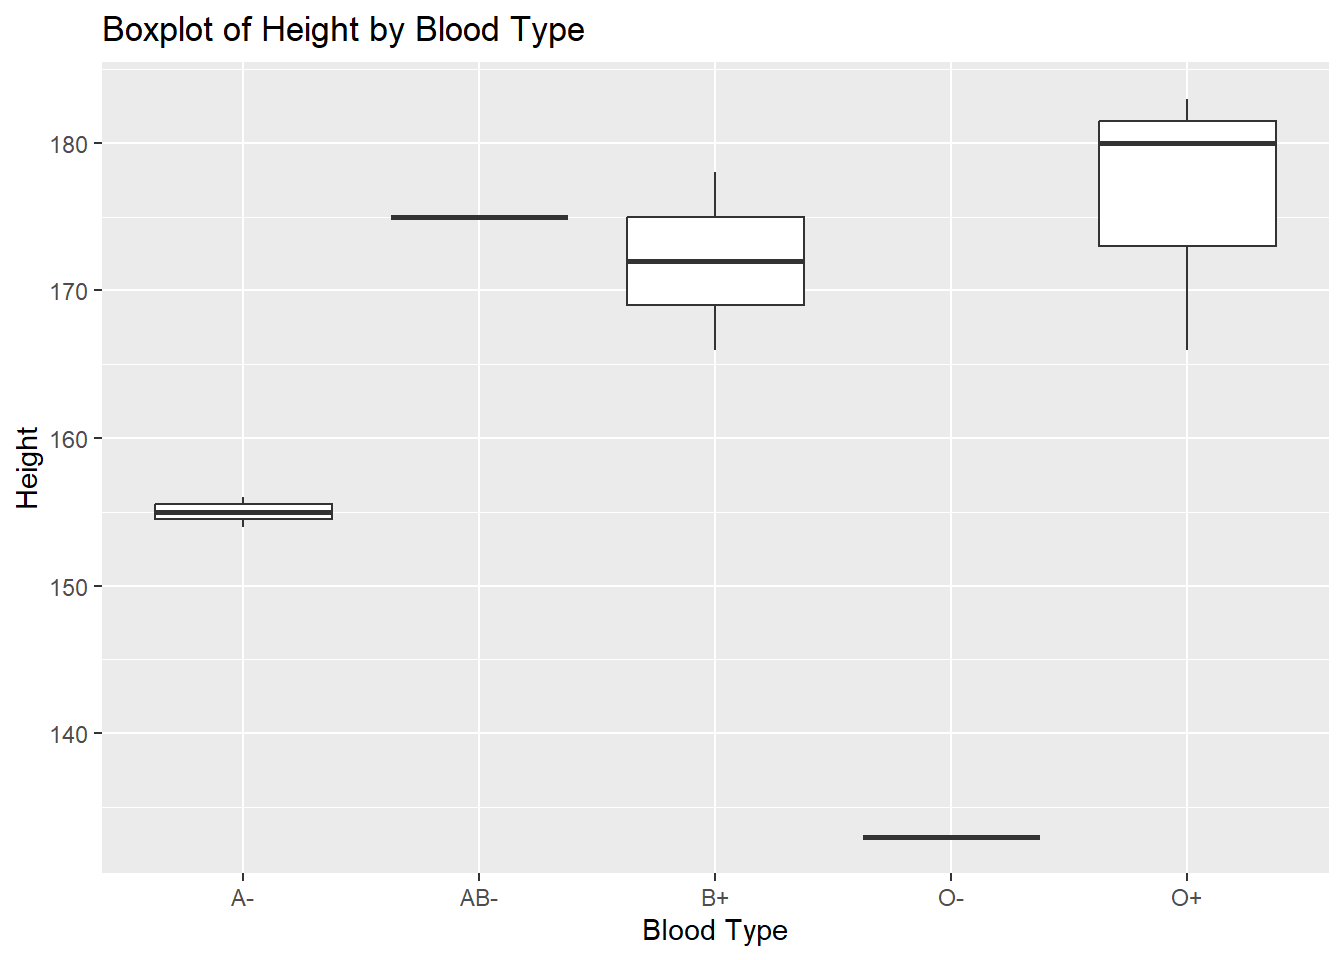 Boxplot of Height by Blood Type
180
170
160
150
140
Height
A-
AB-
B+
O-
O+
Blood Type